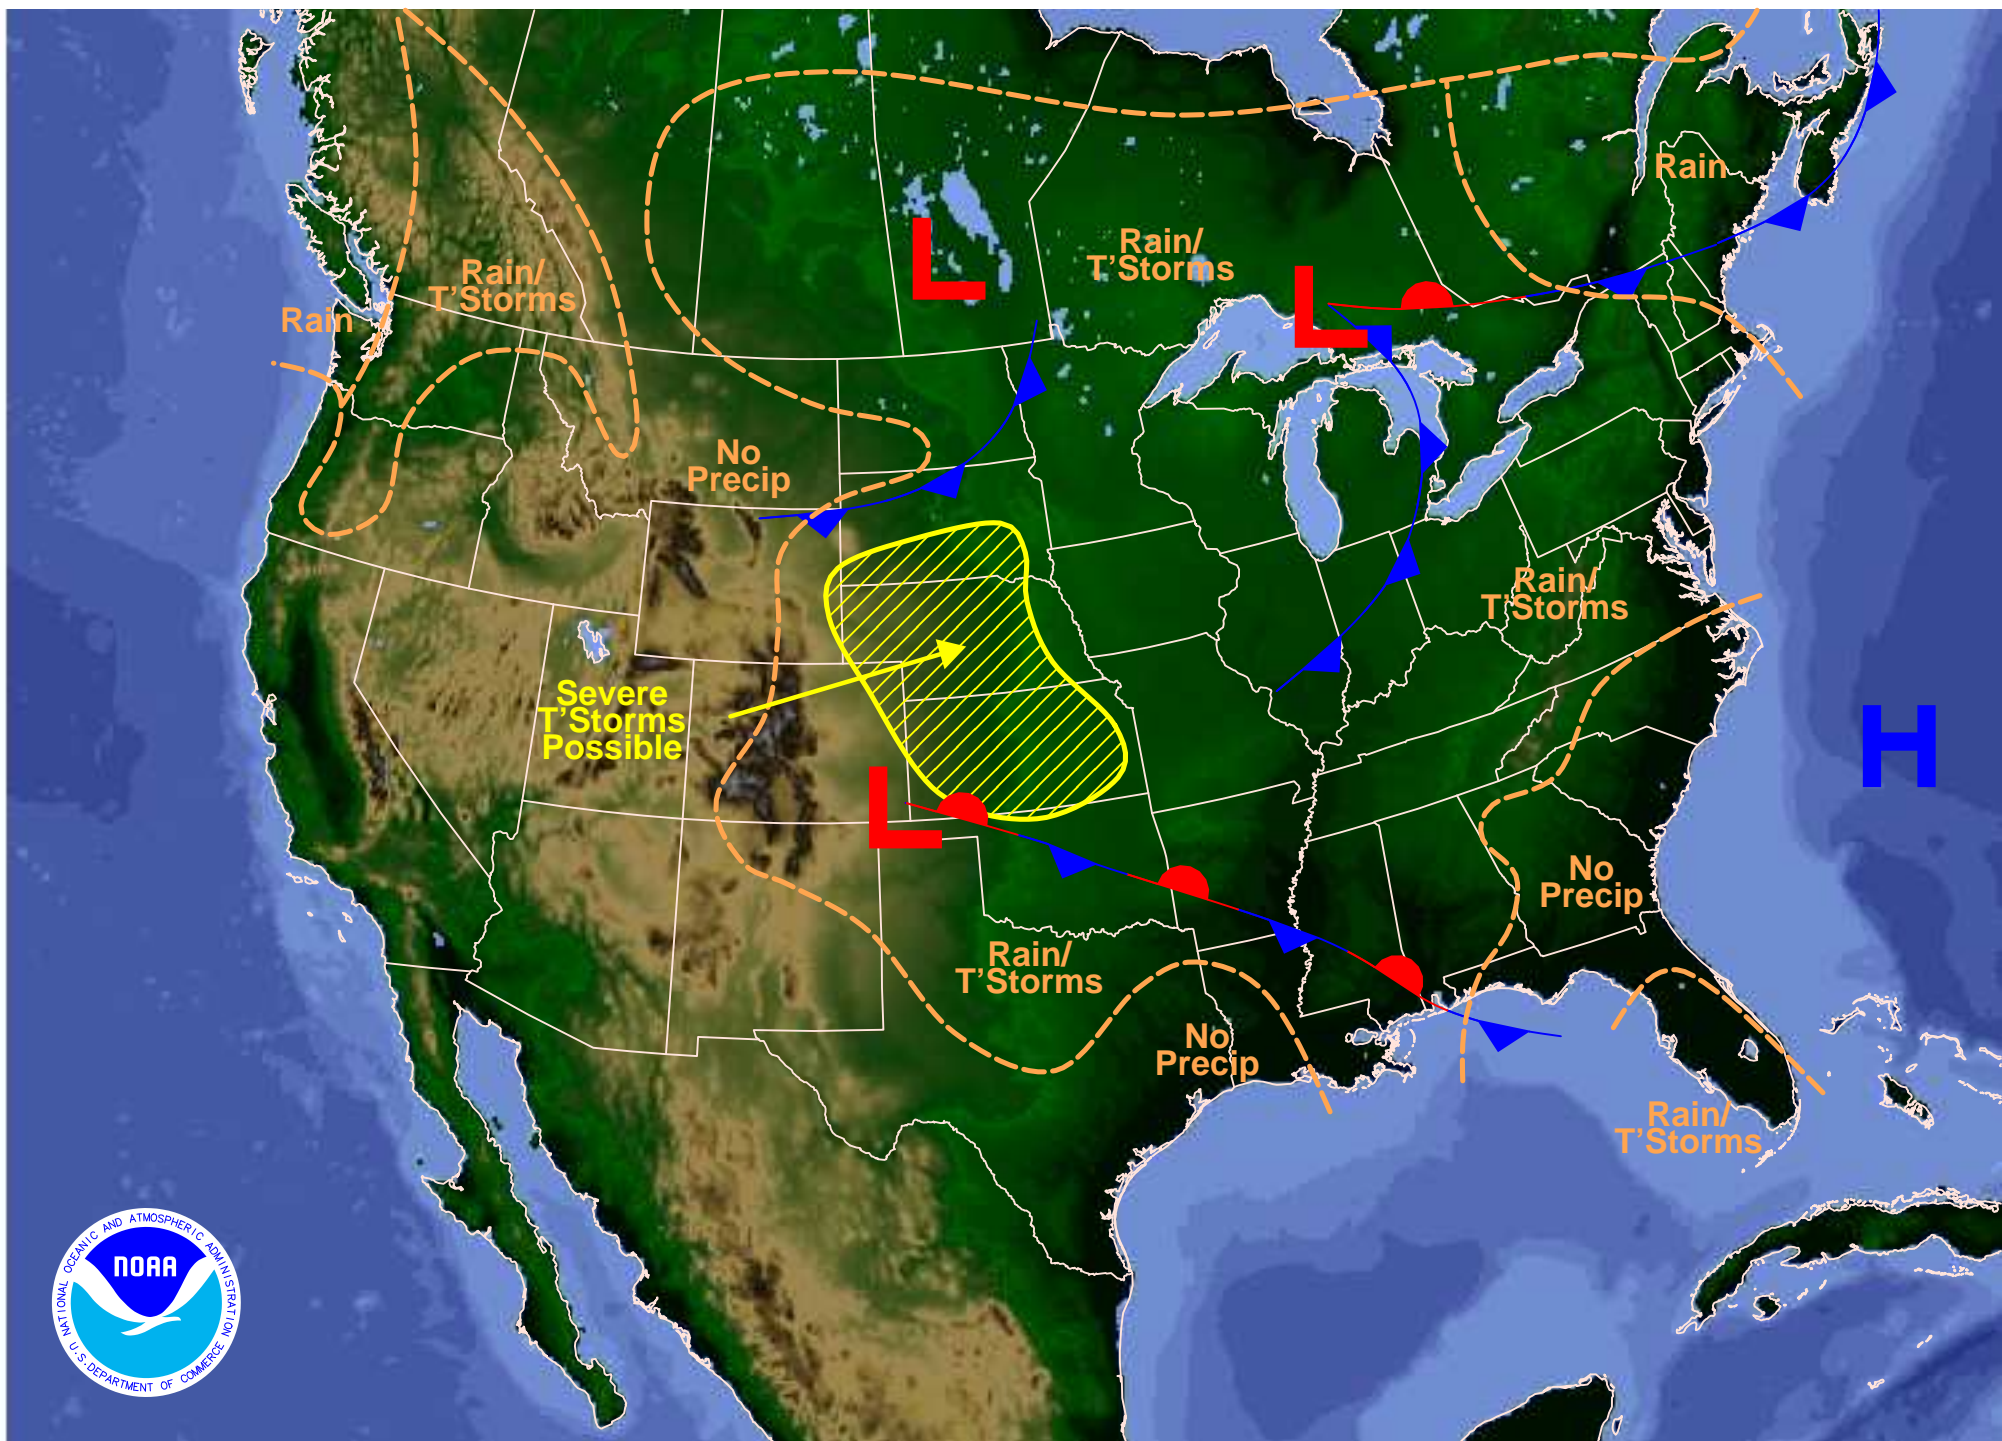 Rain
Rain/
T'Storms
L
L
Rain/
T'Storms
Rain
Rain/
T'Storms
No
Precip
Rain/
T'Storms
Severe
T'Storms
Possible
H
L
No
Precip
Rain/
T'Storms
No
Precip
Rain/
T'Storms
NATIONAL OCEANIC AND ATMOSPHERIC ADMINISTRATION
NOAA
U.S. DEPARTMENT OF COMMERCE